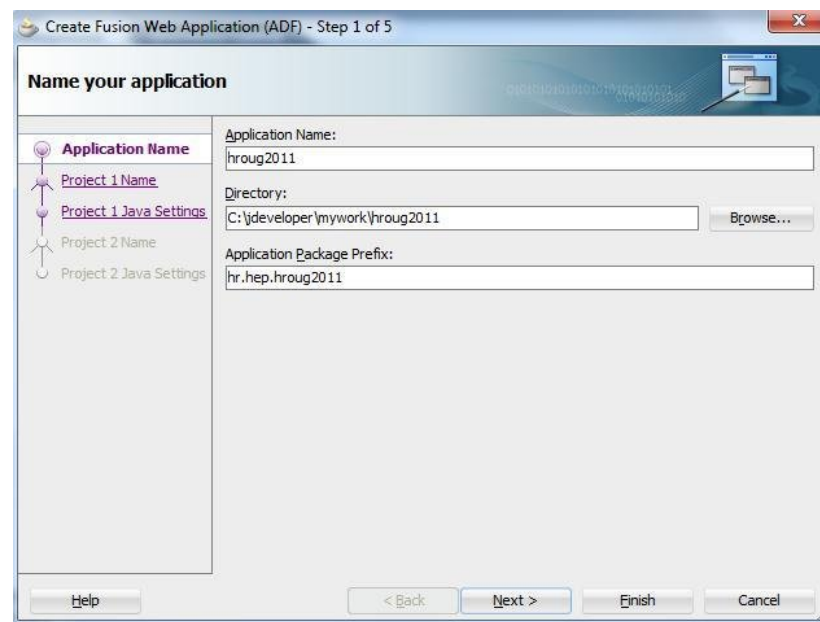 Create Fusion Web Application (ADF) - Step 1 of 5
Name your application
Application Name
Project 1 Name
Project 1 Java Settings
Project 2 Name
Project 2 Java Settings
Application Name:
hroug2011
Directory:
C:\jdeveloper\mywork\hroug2011
Browse...
Application Package Prefix:
hr.hep.hroug2011
Help
< Back
Next >
Finish
Cancel